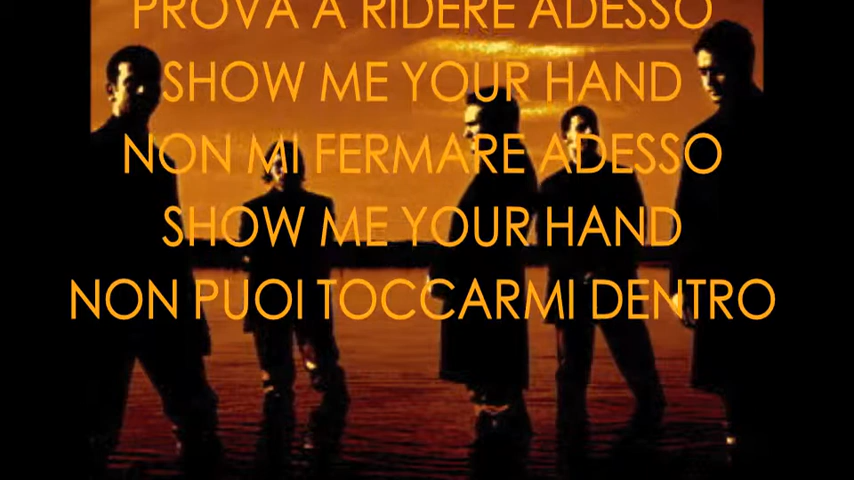 PROVA A RIDERE ADESSO
SHOW ME YOUR HAND
NON MI FERMARE ADESSO
SHOW ME YOUR HAND
NON PUOI TOCCARMI DENTRO